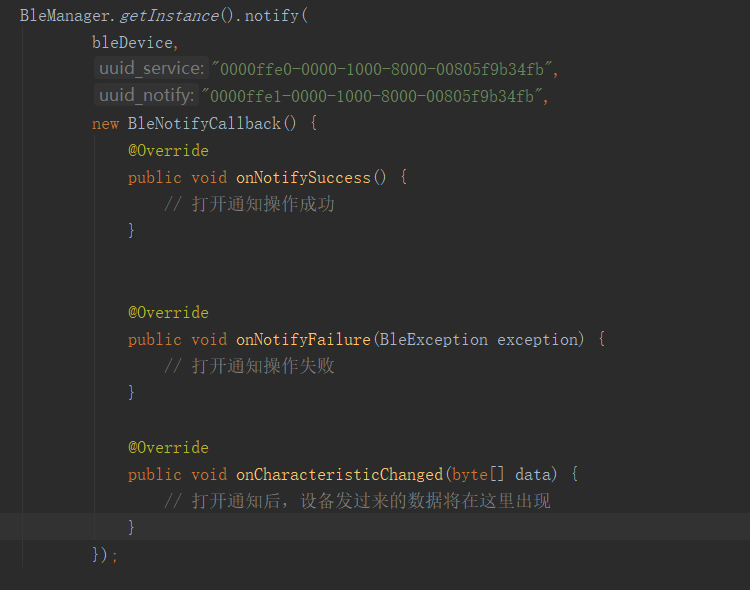 BleManager.getInstance().notify(
bleDevice,
uuid_service: "0000ffe0-0000-1000-8000-00805f9b34fb",
uuid_notify: "0000ffe1-0000-1000-8000-00805f9b34fb",
new BleNotifyCallback() {
@Override
public void onNotifySuccess() {
// 打开通知操作成功
}
@Override
public void onNotifyFailure(BleException exception) {
// 打开通知操作失败
}
@Override
public void onCharacteristicChanged(byte[] data) {
// 打开通知后，设备发过来的数据将在这里出现
}
});